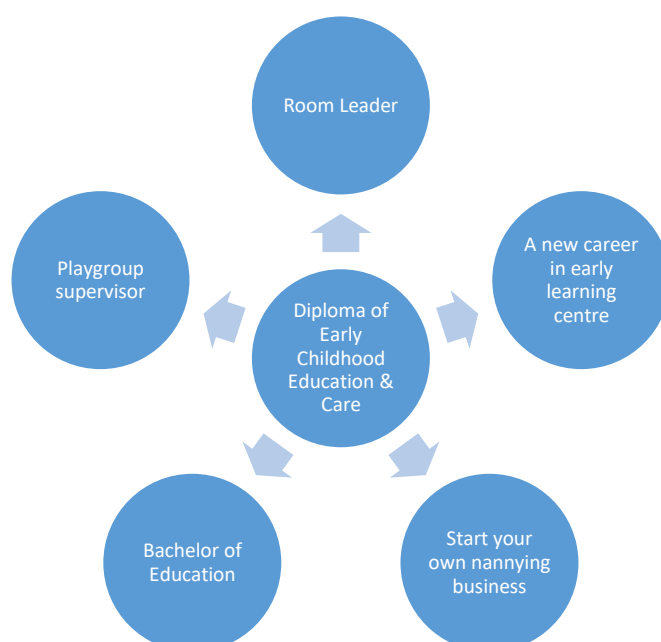 Room Leader
A new career
in early
learning
centre
Playgroup
supervisor
Diploma of
Early
Childhood
Education &
Care
Bachelor of
Education
Start your
own nannying
business